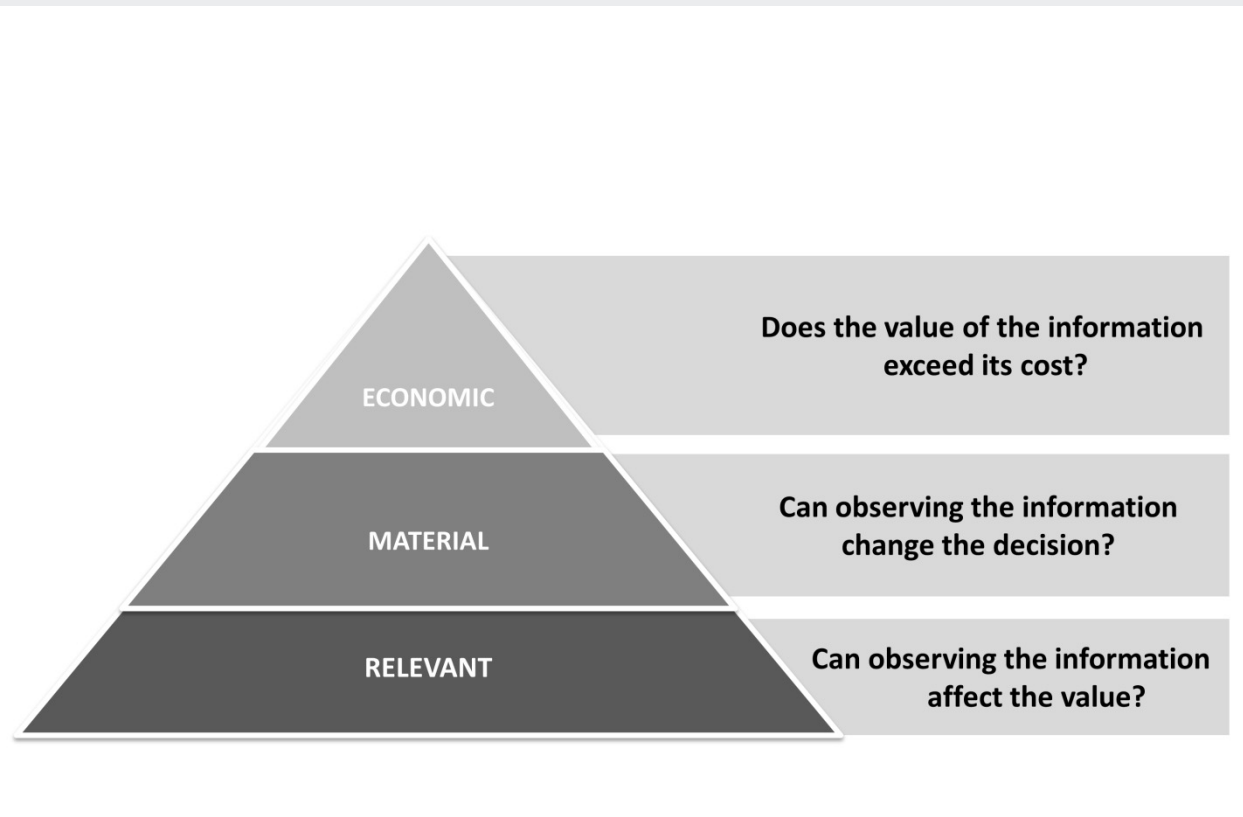 Does the value of the information
exceed its cost?
ECONOMIC
Can observing the information
change the decision?
MATERIAL
Can observing the information
affect the value?
RELEVANT